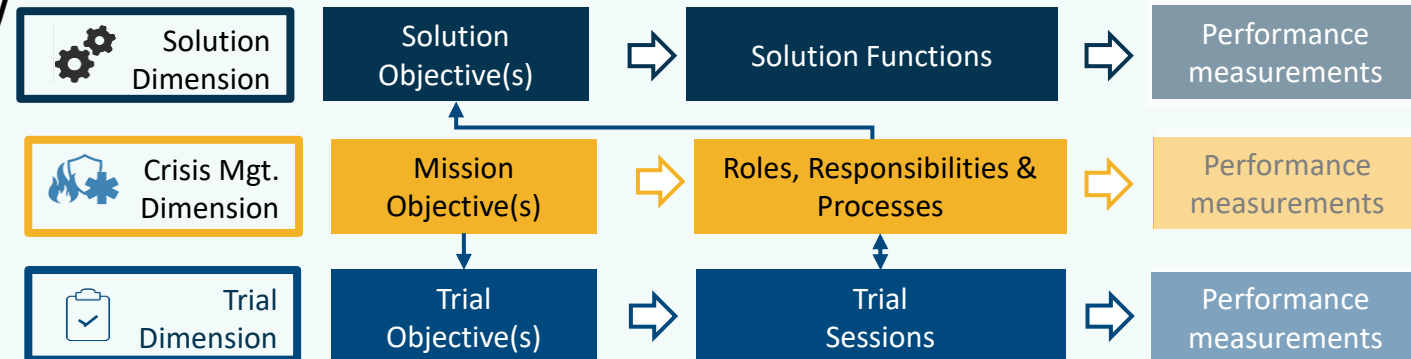 Solution
Dimension
Solution
Objective(s)
Solution Functions
Performance
measurements
Crisis Mgt.
Dimension
Mission
Objective(s)
Roles, Responsibilities &
Processes
Performance
measurements
Trial
Dimension
Trial
Objective(s)
Trial
Sessions
Performance
measurements